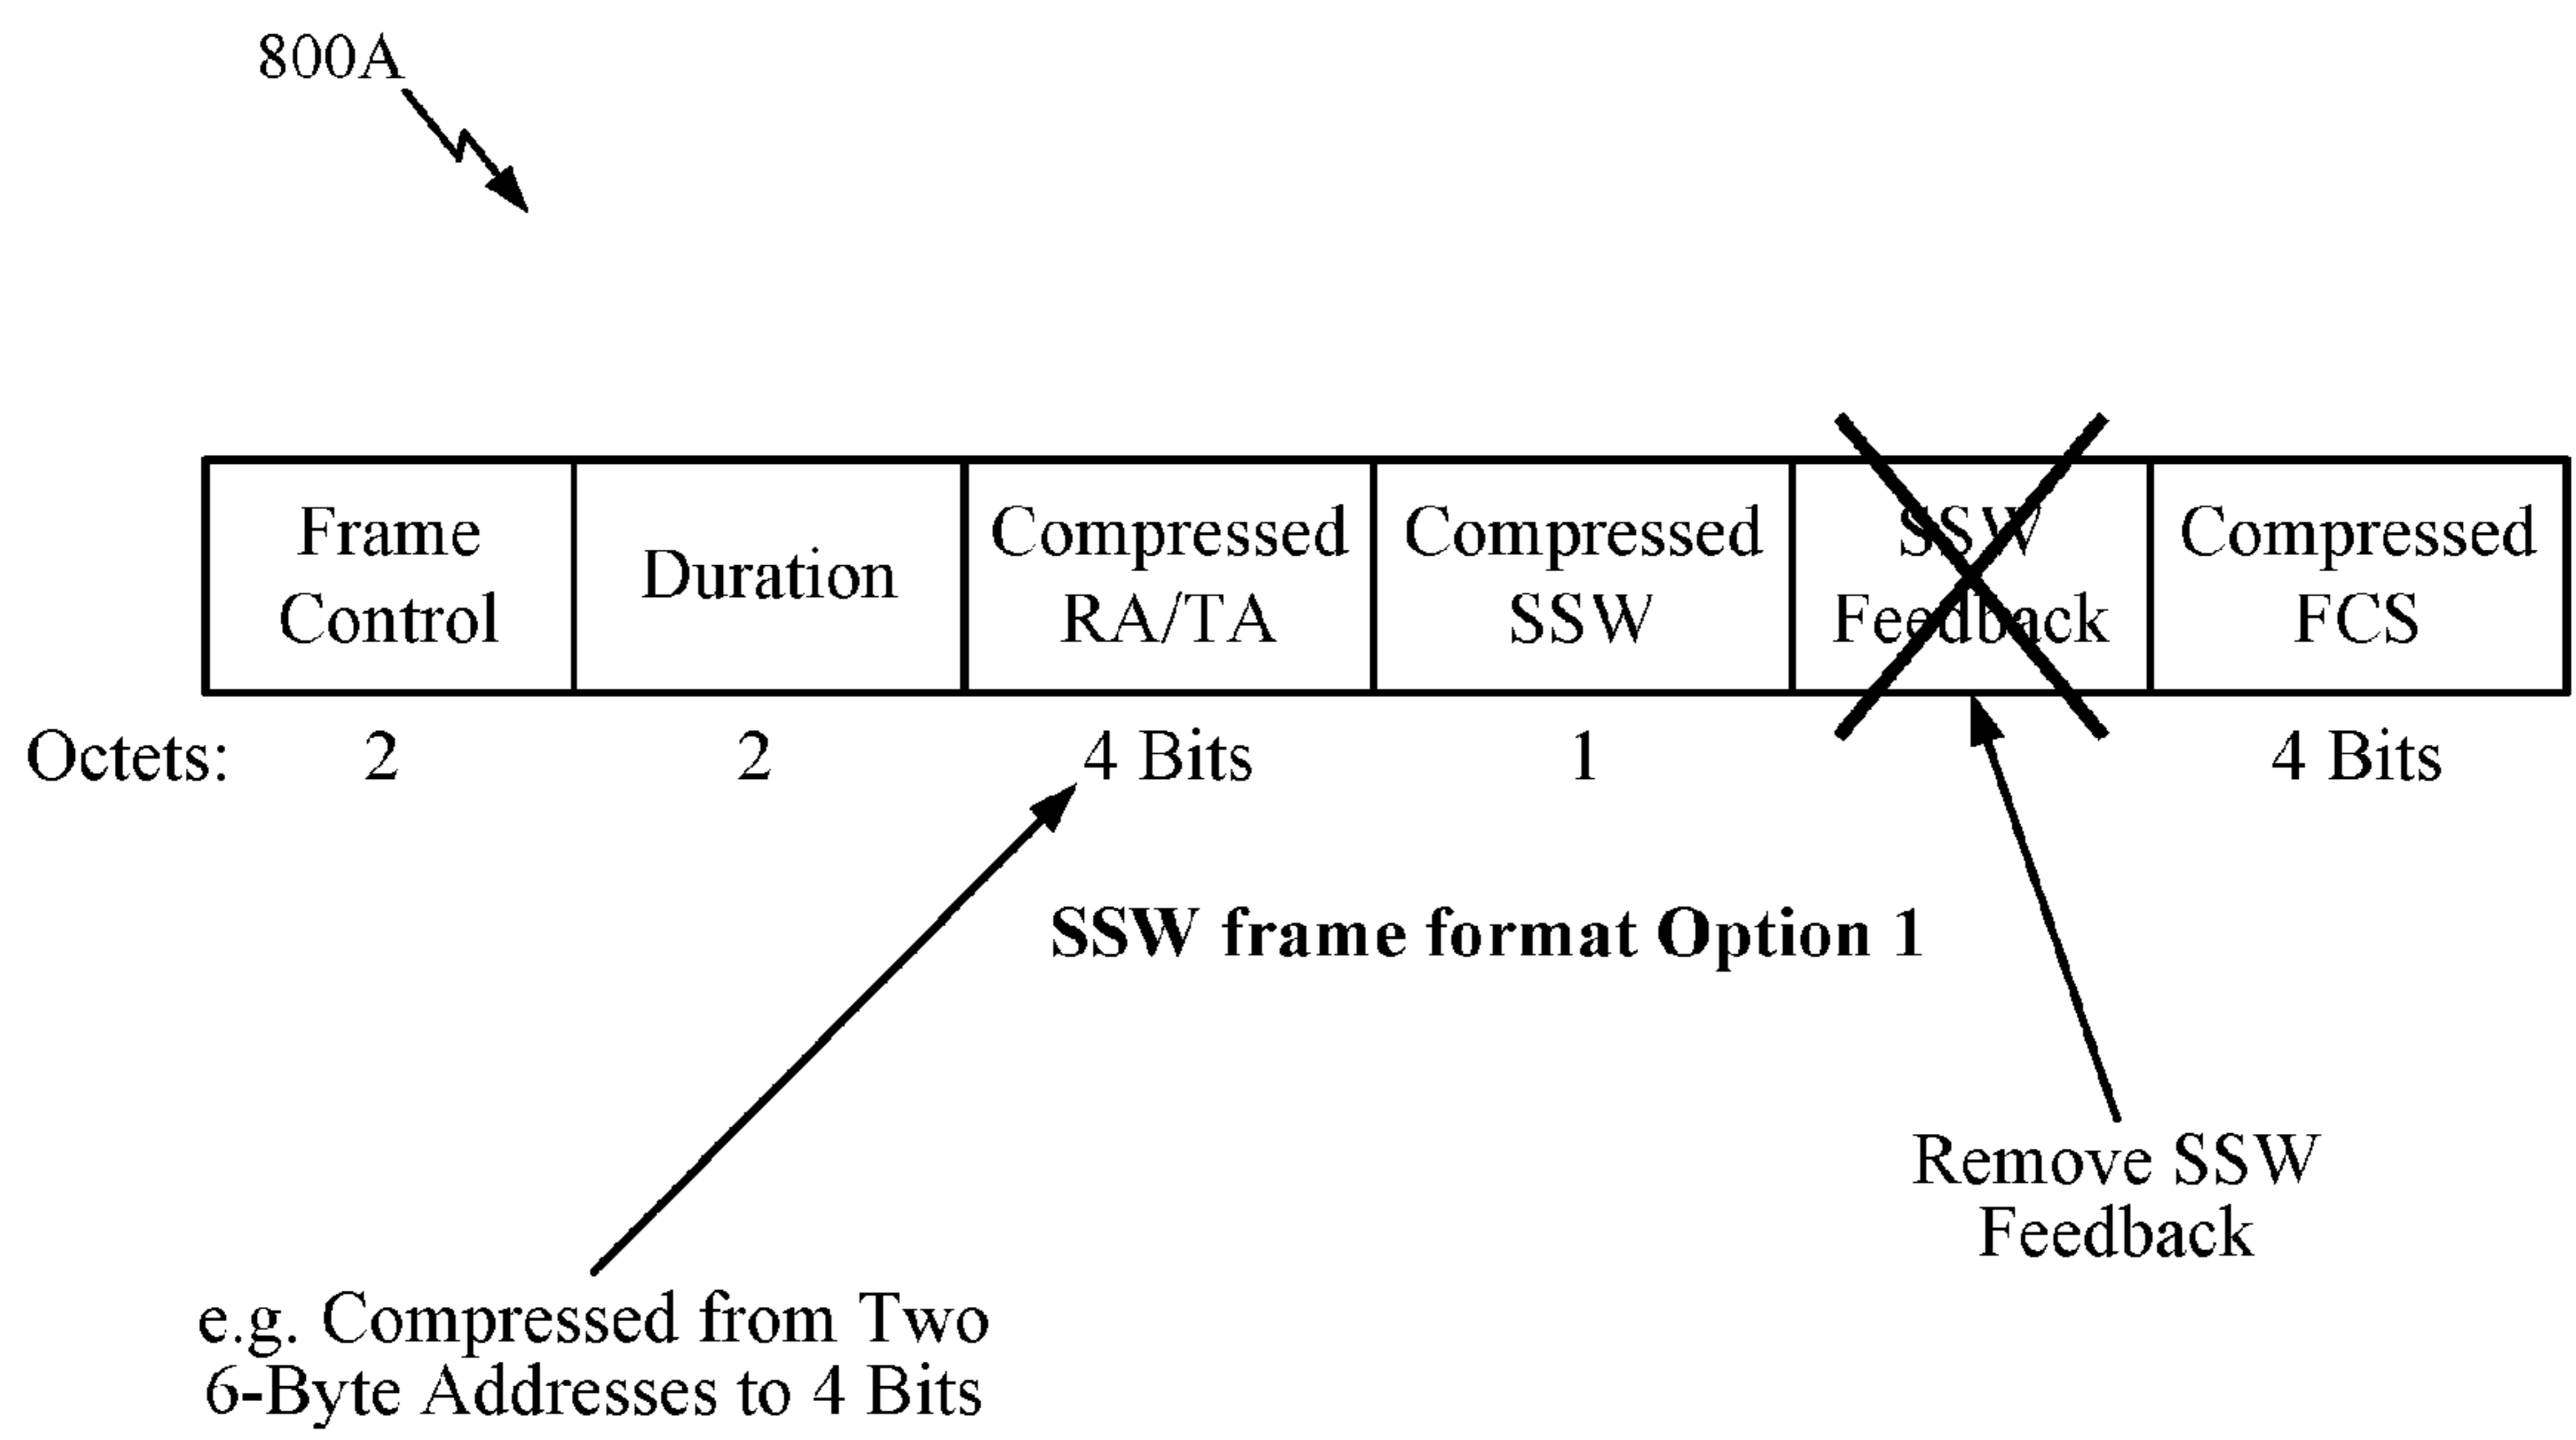 800A
Frame
Control
Duration
Compressed
RA/TA
Compressed
SSW
SSW
Feedback
Compressed
FCS
Octets: 2 2 4 Bits 1 4 Bits
SSW frame format Option 1
Remove SSW
Feedback
e.g. Compressed from Two
6-Byte Addresses to 4 Bits